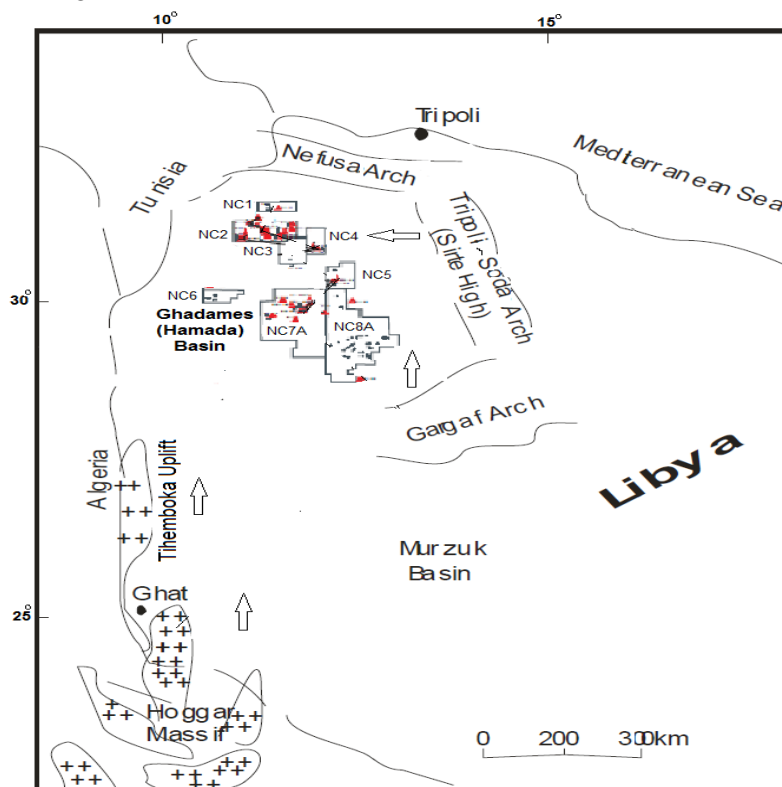 10°
15°
Tripoli
Mediterranean Sea
Nefusa Arch
Tunisia
NC1
NC2
NC4
NC3
Tripoli - Soda Arch
(Sirte High)
NC5
30°
NC6
Ghadames
(Hamada)
Basin
NC7A
NC8A
Gargaf Arch
Libya
Algeria
Tihemboka Uplift
Murzuk
Basin
Ghat
25°
Hoggar
Massif
0 200 300km